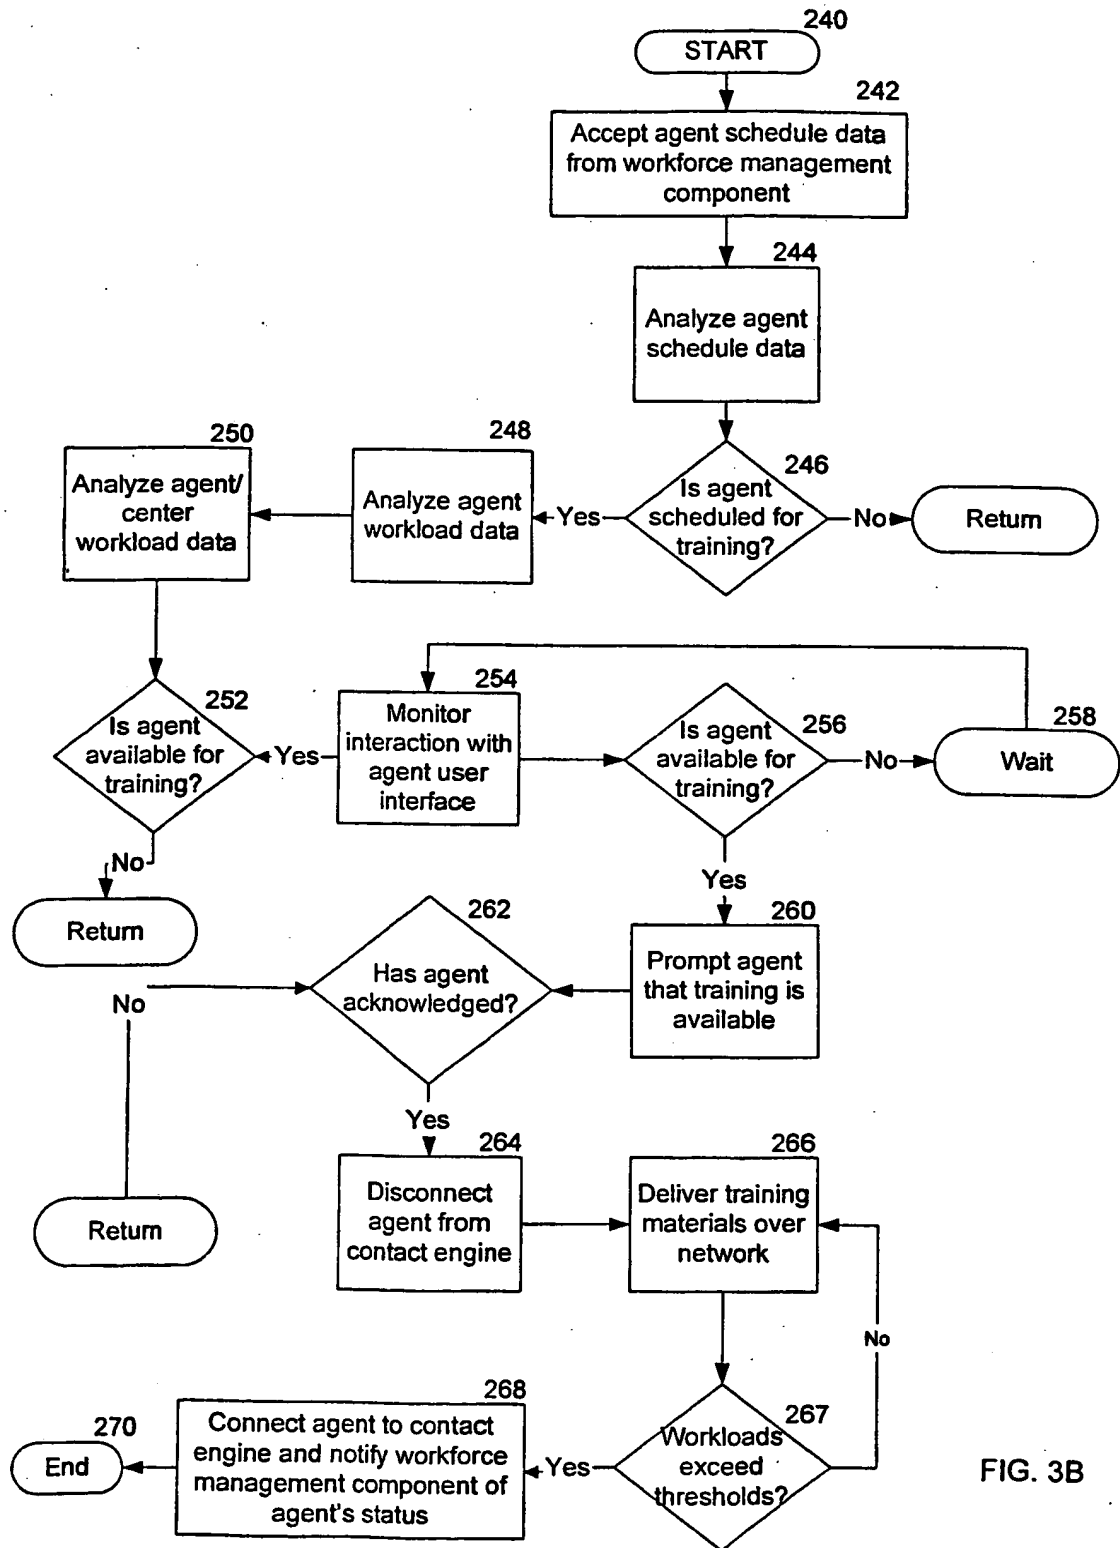 240
START
242
Accept agent schedule data
from workforce management
component
244
Analyze agent
schedule data
250
Analyze agent/
center
workload data
248
Analyze agent
workload data
Yes
246
Is agent
scheduled for
training?
No
Return
252
Is agent
available for
training?
Yes
254
Monitor
interaction with
agent user
interface
Is agent
available for
training?
256
No
258
Wait
No
Return
Yes
262
Has agent
acknowledged?
260
Prompt agent
that training is
available
No
Return
Yes
264
Disconnect
agent from
contact engine
266
Deliver training
materials over
network
No
270
End
268
Connect agent to contact
engine and notify workforce
management component of
agent's status
Yes
267
Workloads
exceed
thresholds?
FIG. 3B